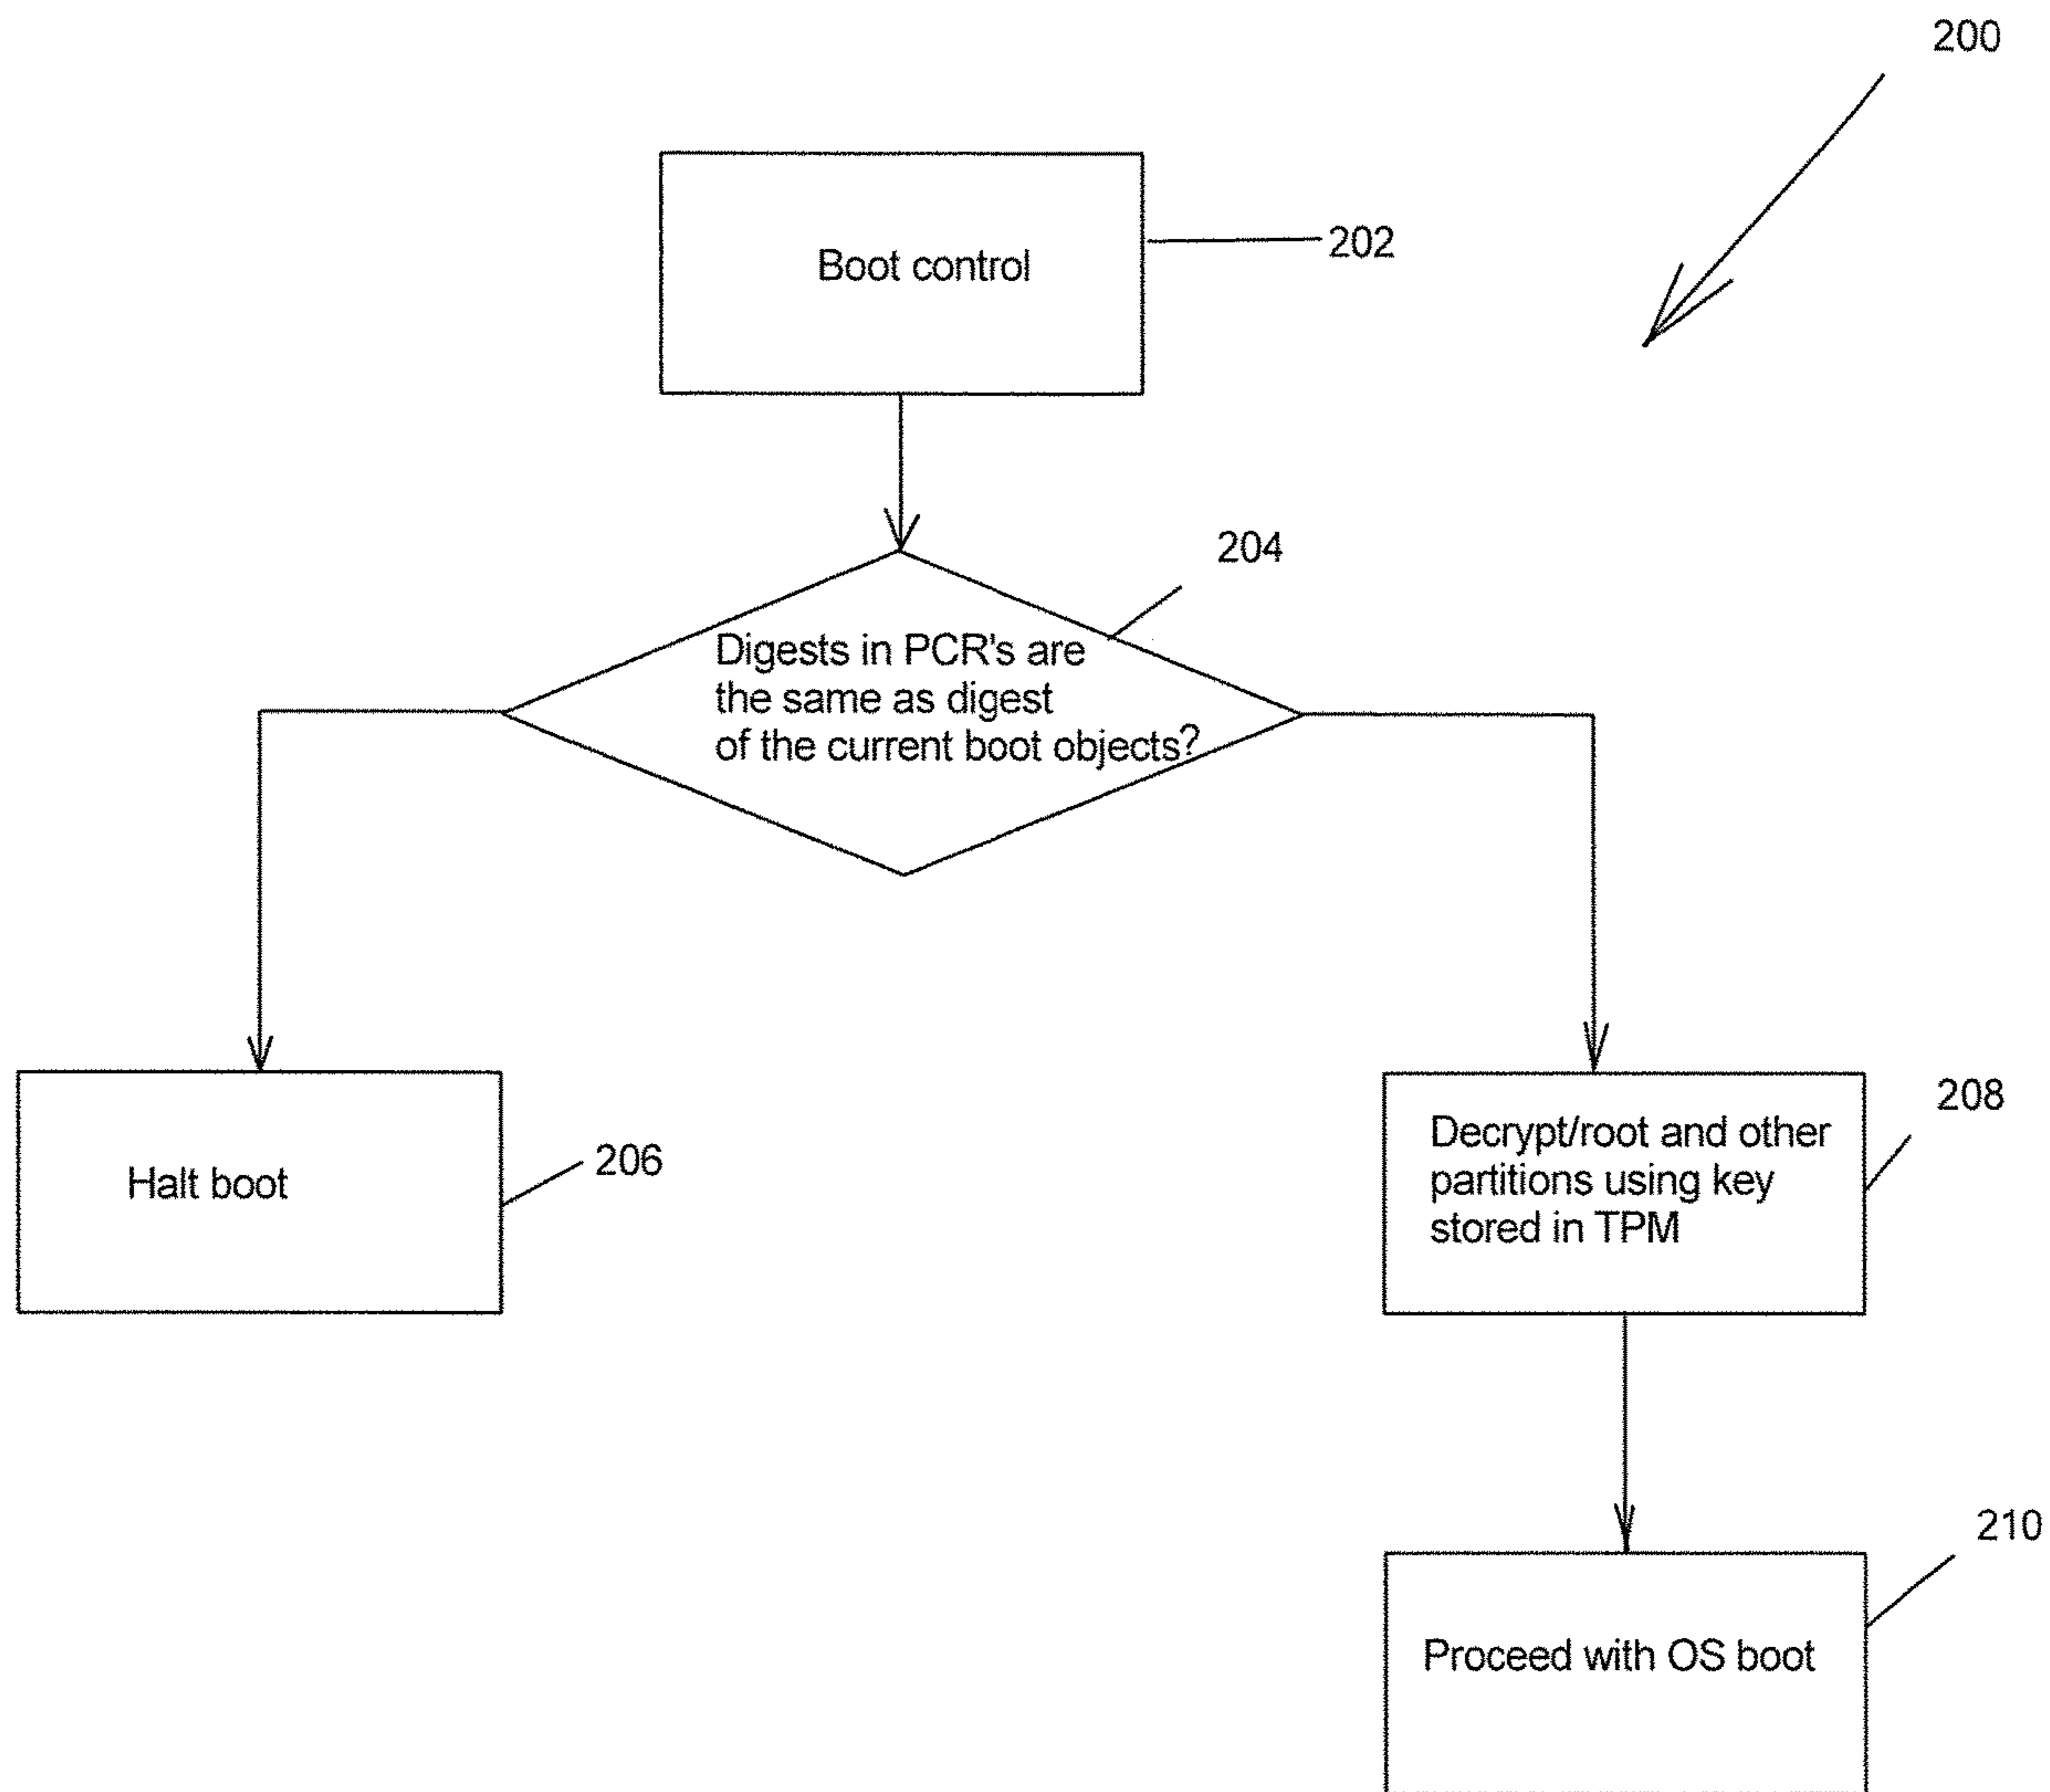 200
Boot control
202
204
Digests in PCR's are
the same as digest
of the current boot objects?
Halt boot
206
Decrypt/root and other
partitions using key
stored in TPM
208
210
Proceed with OS boot